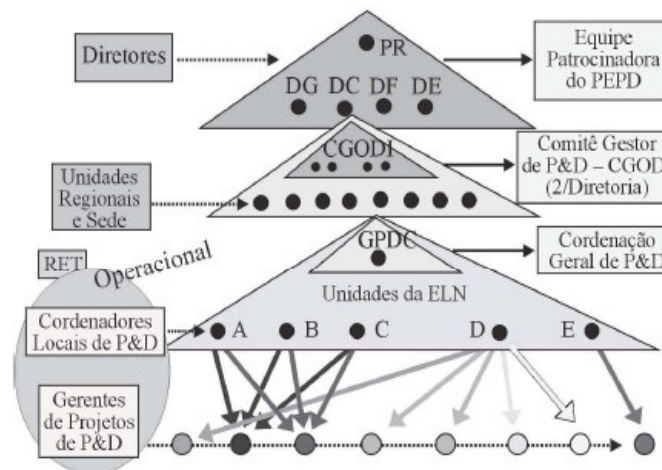 Diretores
PR
DG DC DF DE
Equipe
Patrocinadora
do PEPD
CGODI
Comitê Gestor
de P&D – CGODI
(2/Diretoria)
Unidades
Regionais
e Sede
GPDC
Cordenação
Geral de P&D
Unidades da ELN
RET
Operacional
Cordenadores
Locais de P&D
A B C D E
Gerentes
de Projetos
de P&D